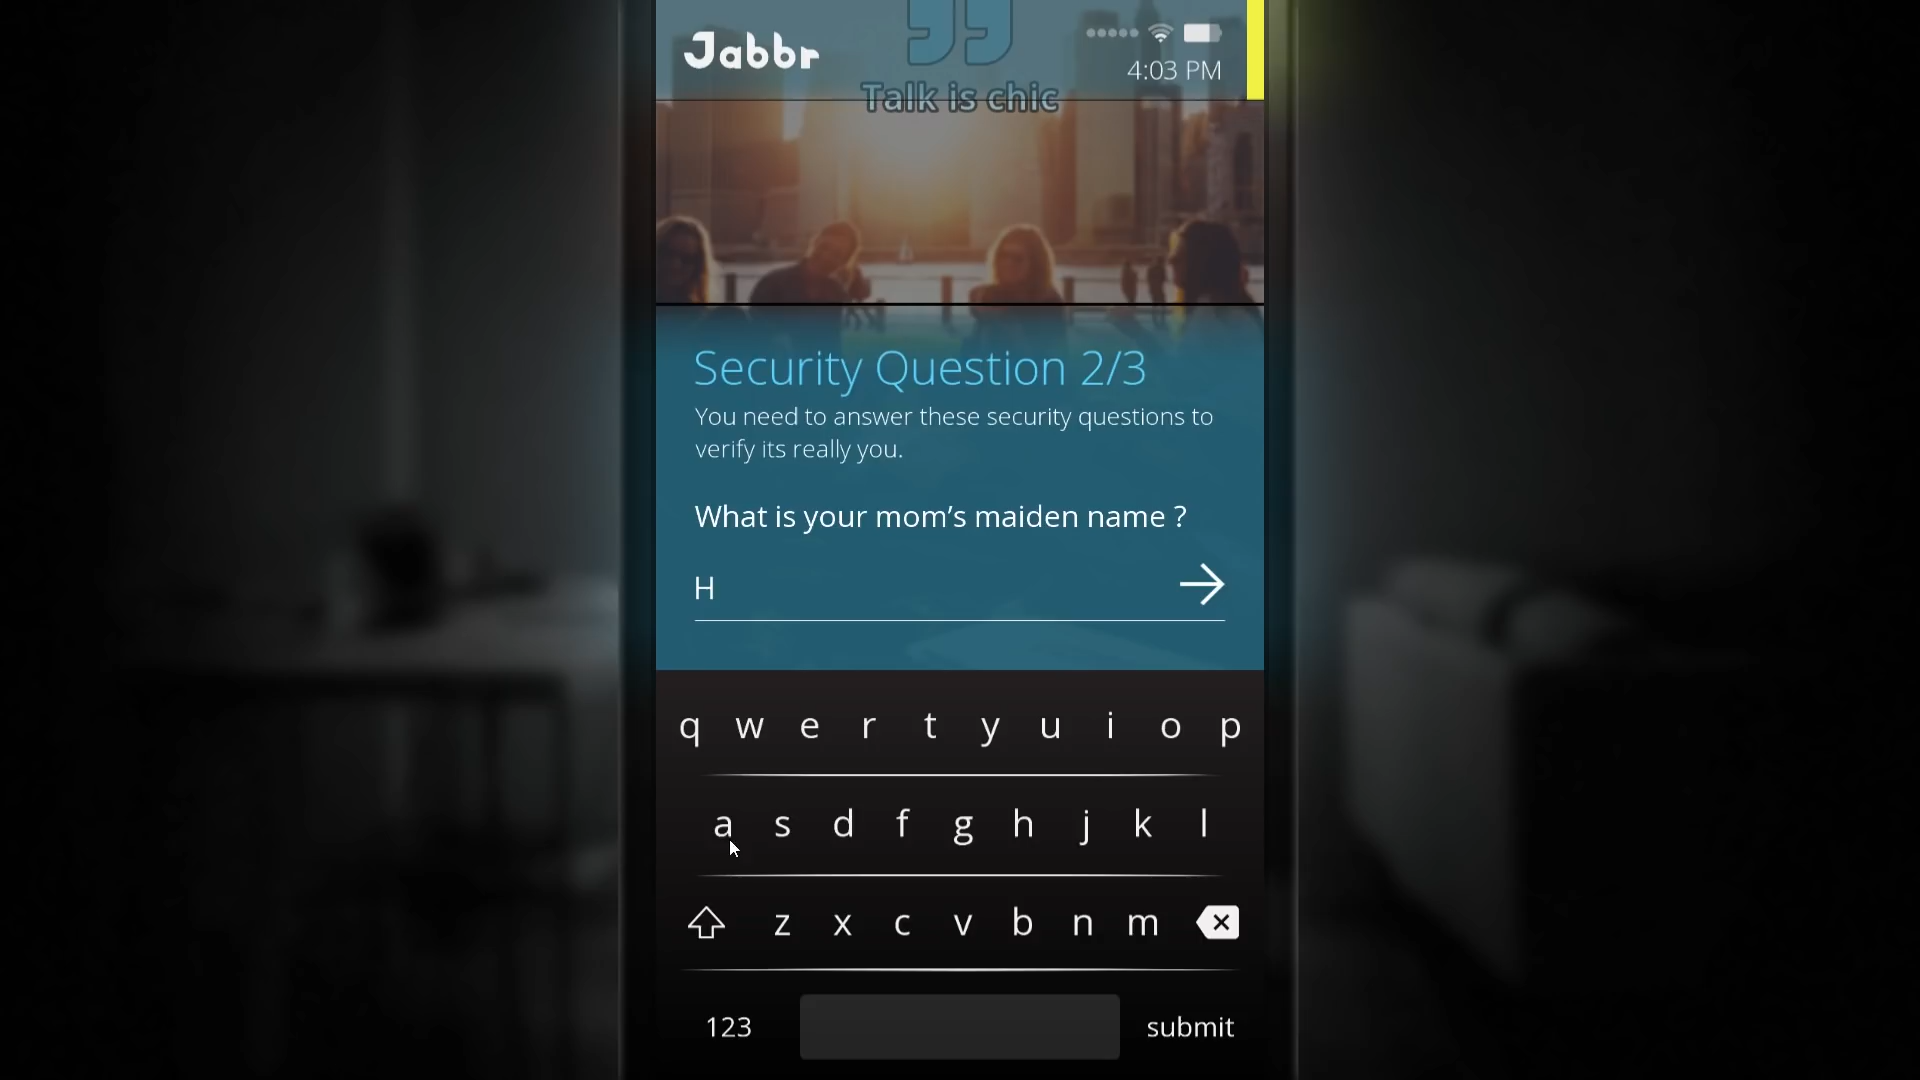 Jabbr
4:03 PM
Talk is chic
Security Question 2/3
You need to answer these security questions to
verify its really you.
What is your mom’s maiden name ?
H
q w e r t y u i o p
a s d f g h j k l
z x c v b n m
123
submit